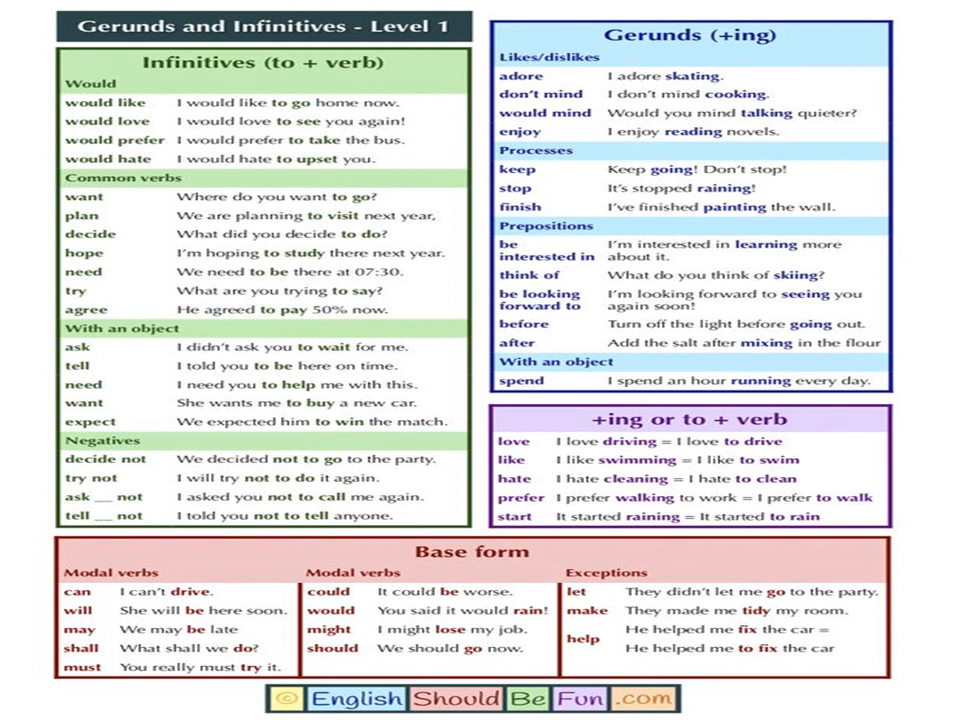 Gerunds and Infinitives - Level 1
Infinitives (to + verb)
Would
would like I would like to go home now.
would love I would love to see you again!
would prefer I would prefer to take the bus.
would hate I would hate to upset you.
Common verbs
want Where do you want to go?
plan We are planning to visit next year,
decide What did you decide to do?
hope I'm hoping to study there next year.
need We need to be there at 07:30.
try What are you trying to say?
agree He agreed to pay 50% now.
With an object
ask I didn't ask you to wait for me.
tell I told you to be here on time.
need I need you to help me with this.
want She wants me to buy a new car.
expect We expected him to win the match.
Negatives
decide not We decided not to go to the party.
try not I will try not to do it again.
ask __ not I asked you not to call me again.
tell __ not I told you not to tell anyone.
Gerunds (+ing)
Likes/dislikes
adore I adore skating.
don't mind I don't mind cooking.
would mind Would you mind talking quieter?
enjoy I enjoy reading novels.
Processes
keep Keep going! Don't stop!
stop It's stopped raining!
finish I've finished painting the wall.
Prepositions
be I'm interested in learning more
interested in about it.
think of What do you think of skiing?
be looking I'm looking forward to seeing you
forward to again soon!
before Turn off the light before going out.
after Add the salt after mixing in the flour
With an object
spend I spend an hour running every day.
+ing or to + verb
love I love driving = I love to drive
like I like swimming = I like to swim
hate I hate cleaning = I hate to clean
prefer I prefer walking to work = I prefer to walk
start It started raining = It started to rain
Base form
Modal verbs
can I can't drive.
will She will be here soon.
may We may be late
shall What shall we do?
must You really must try it.
Modal verbs
could It could be worse.
would You said it would rain!
might I might lose my job.
should We should go now.
Exceptions
let They didn't let me go to the party.
make They made me tidy my room.
help He helped me fix the car =
He helped me to fix the car
© English Should Be Fun .com